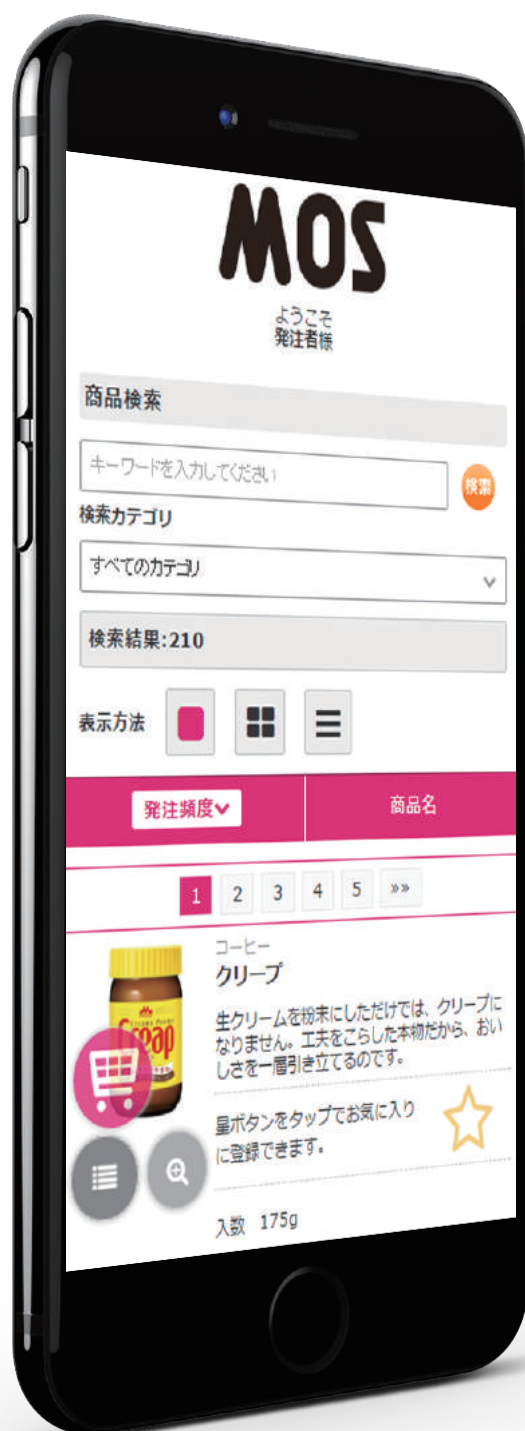 MOS
ようこそ
発注者様
商品検索
キーワードを入力してください
検索
検索カテゴリ
すべてのカテゴリ
検索結果:210
表示方法
発注頻度
商品名
1 2 3 4 5 »»
コーヒー
クリープ
生クリームを粉末にしただけでは、クリープに
なりません。工夫をこらした本物だから、おい
しさを一層引き立てるのです。
星ボタンをタップでお気に入り
に登録できます。
入数 175g